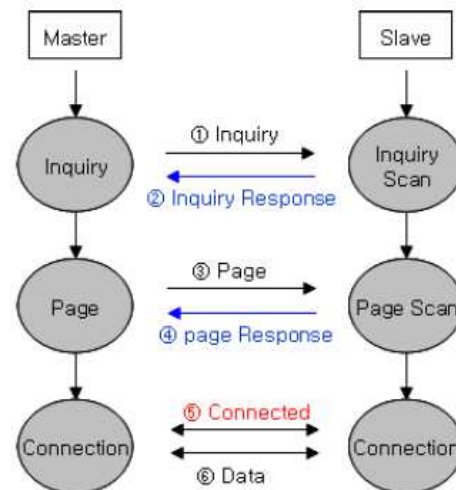 Master
Slave
① Inquiry
Inquiry
Inquiry
Scan
② Inquiry Response
③ Page
Page
Page Scan
④ page Response
⑤ Connected
Connection
Connection
⑥ Data